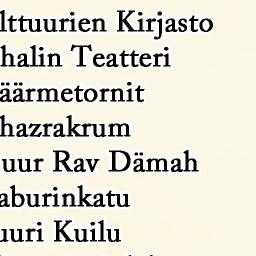 lttuurien Kirjasto
halin Teatteri
äärmetornit
hazrakrum
uur Rav Dämah
aburinkatu
uuri Kuilu